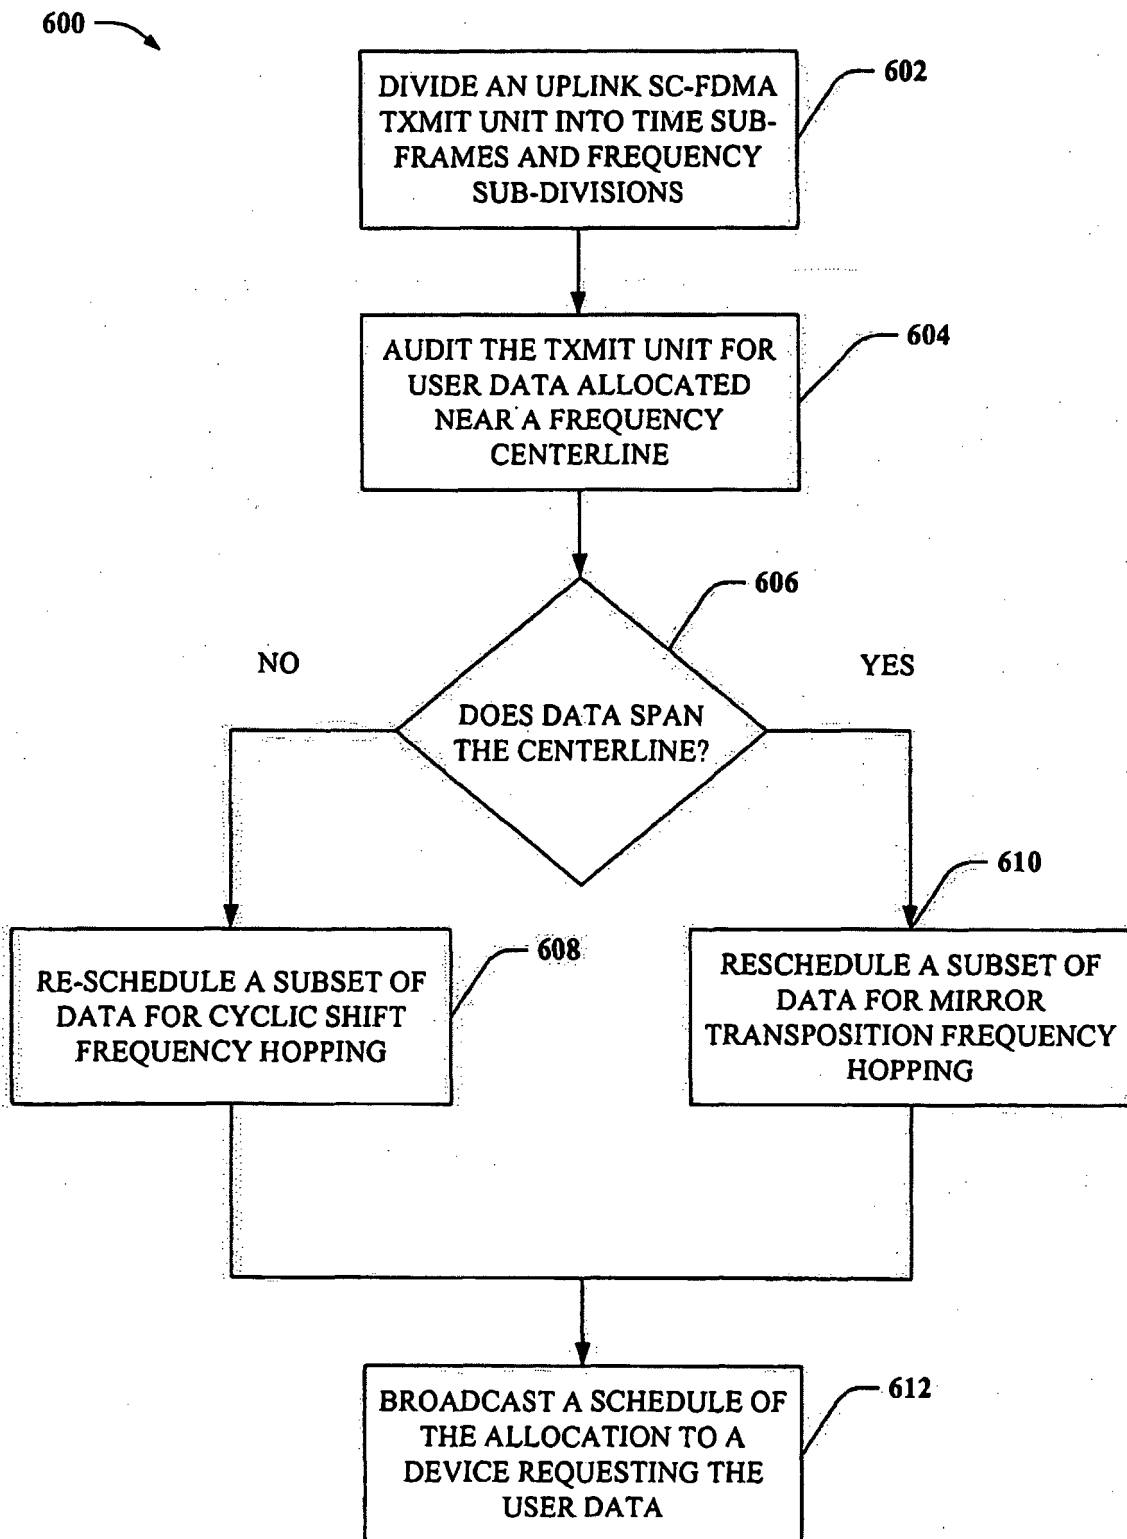 600
DIVIDE AN UPLINK SC-FDMA
TXMIT UNIT INTO TIME SUB-
FRAMES AND FREQUENCY
SUB-DIVISIONS
602
AUDIT THE TXMIT UNIT FOR
USER DATA ALLOCATED
NEAR A FREQUENCY
CENTERLINE
604
606
NO
YES
DOES DATA SPAN
THE CENTERLINE?
RE-SCHEDULE A SUBSET OF
DATA FOR CYCLIC SHIFT
FREQUENCY HOPPING
608
610
RESCHEDULE A SUBSET OF
DATA FOR MIRROR
TRANSPOSITION FREQUENCY
HOPPING
BROADCAST A SCHEDULE OF
THE ALLOCATION TO A
DEVICE REQUESTING THE
USER DATA
612